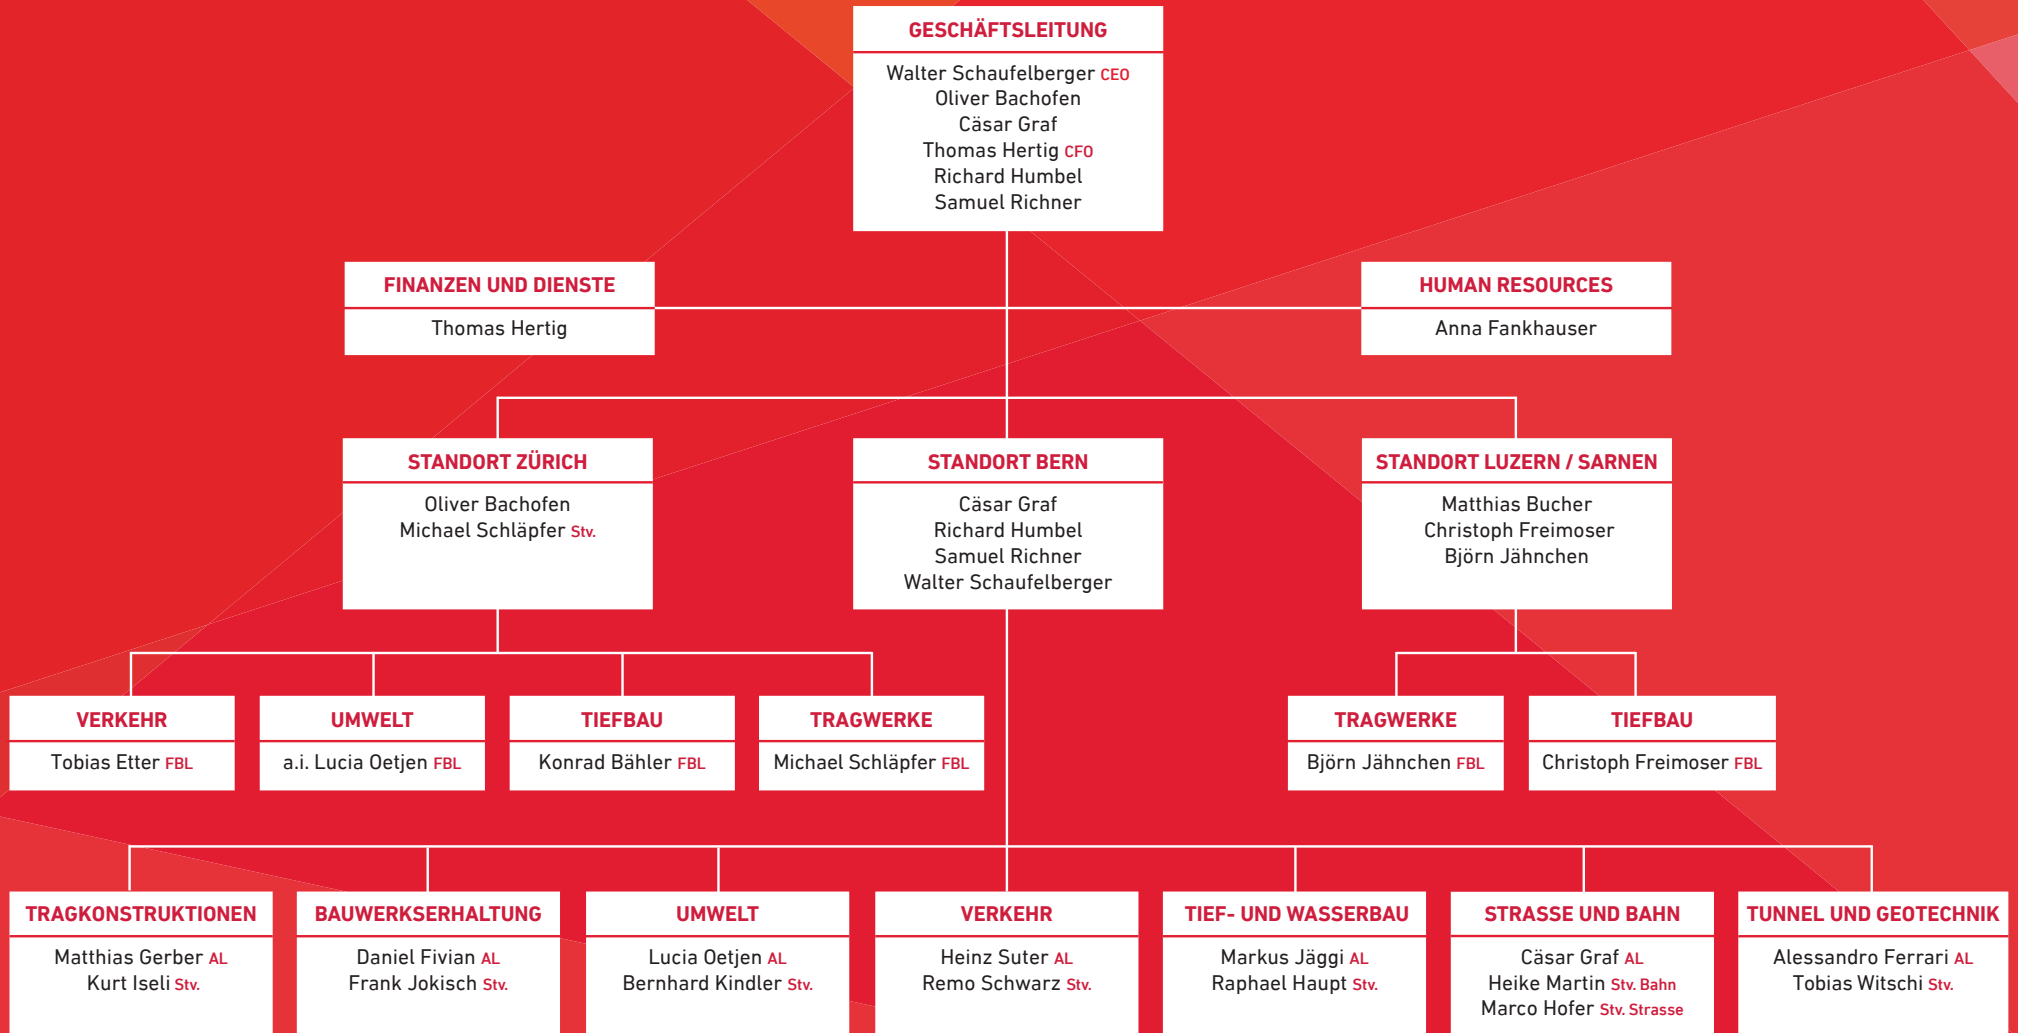 GESCHÄFTSLEITUNG
Walter Schaufelberger CEO
Oliver Bachofen
Cäsar Graf
Thomas Hertig CFO
Richard Humbel
Samuel Richner
FINANZEN UND DIENSTE
Thomas Hertig
HUMAN RESOURCES
Anna Fankhauser
STANDORT ZÜRICH
Oliver Bachofen
Michael Schläpfer Stv.
STANDORT BERN
Cäsar Graf
Richard Humbel
Samuel Richner
Walter Schaufelberger
STANDORT LUZERN / SARNEN
Matthias Bucher
Christoph Freimoser
Björn Jähnchen
VERKEHR
Tobias Etter FBL
UMWELT
a.i. Lucia Oetjen FBL
TIEFBAU
Konrad Bähler FBL
TRAGWERKE
Michael Schläpfer FBL
TRAGWERKE
Björn Jähnchen FBL
TIEFBAU
Christoph Freimoser FBL
TRAGKONSTRUKTIONEN
Matthias Gerber AL
Kurt Iseli Stv.
BAUWERKSERHALTUNG
Daniel Fivian AL
Frank Jokisch Stv.
UMWELT
Lucia Oetjen AL
Bernhard Kindler Stv.
VERKEHR
Heinz Suter AL
Remo Schwarz Stv.
TIEF- UND WASSERBAU
Markus Jäggi AL
Raphael Haupt Stv.
STRASSE UND BAHN
Cäsar Graf AL
Heike Martin Stv. Bahn
Marco Hofer Stv. Strasse
TUNNEL UND GEOTECHNIK
Alessandro Ferrari AL
Tobias Witschi Stv.